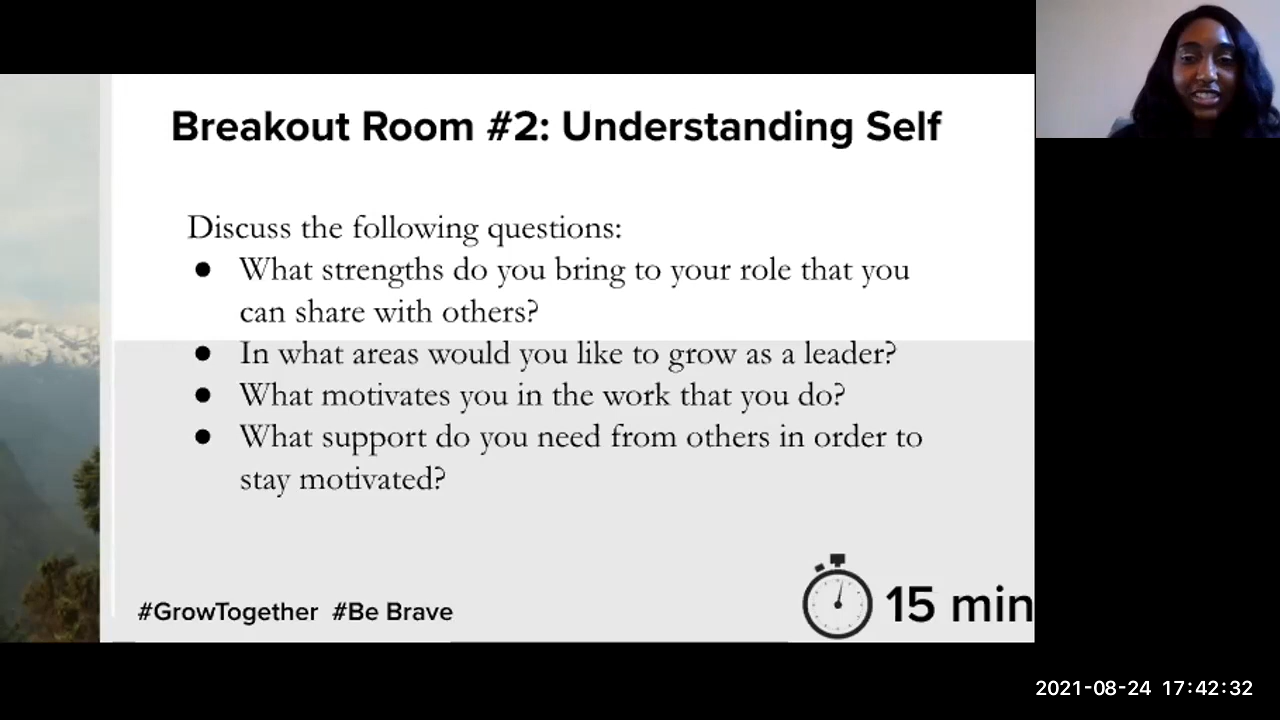 Breakout Room #2: Understanding Self
Discuss the following questions:
● What strengths do you bring to your role that you
can share with others?
● In what areas would you like to grow as a leader?
● What motivates you in the work that you do?
● What support do you need from others in order to
stay motivated?
#GrowTogether #Be Brave
15 min
2021-08-24 17:42:32